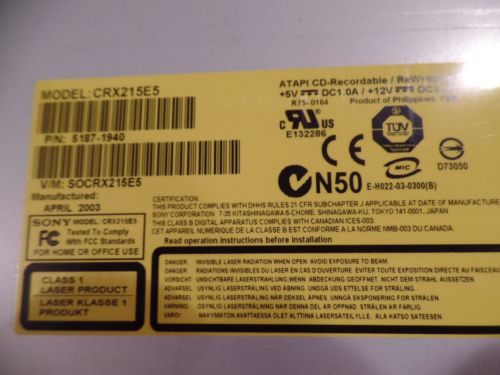 MODEL: CRX215E5
P/N: 5187-1940
V/M: SOCRX215E5
Manufactured:
APRIL 2003
SONY MODEL: CRX215E5
FC Tested To Comply
With FCC Standards
FOR HOME OR OFFICE USE
CLASS 1
LASER PRODUCT
LASER KLASSE 1
PRODUKT
ATAPI CD-Recordable /
+5V DC1.0A / +12V
R75-0164 Product of Philippines
c UL US
E132286
CE
TÜV
MIC
D73050
N50 E-H022-03-0300(B)
CERTIFICATION
THIS PRODUCT COMPLIES WITH DHHS RULES 21 CFR SUBCHAPTER J APPLICABLE AT DATE OF MANUFACTURE
SONY CORPORATION 7-35 KITASHINAGAWA 6-CHOME, SHINAGAWA-KU, TOKYO 141-0001, JAPAN
THIS CLASS B DIGITAL APPARATUS COMPLIES WITH CANADIAN ICES-003.
CET APPAREIL NUMERIQUE DE LA CLASSE B EST CONFORME A LA NORME NMB-003 DU CANADA.
Read operation instructions before installation
DANGER INVISIBLE LASER RADIATION WHEN OPEN. AVOID EXPOSURE TO BEAM.
DANGER RADIATIONS INVISIBLES DU LASER EN CAS D'OUVERTURE. EVITER TOUTE EXPOSITION DIRECTE AU
VORSICHT UNSICHTBARE LASERSTRAHLUNG WENN ABDECKUNG GEÖFFNET. NICHT DEM STRAHL AUSSETZEN.
ADVARSEL USYNLIG LASERSTRÅLING VED ÅBNING. UNDGÅ UDSÆTTELSE FOR STRÅLING.
ADVARSEL USYNLIG LASERSTRÅLING NÅR DEKSEL ÅPNES. UNNGÅ EKSPONERING FOR STRÅLEN
VARNING OSYNLIG LASERSTRÅLNING NÄR DENNA DEL ÄR ÖPPNAD. STRÅLEN ÄR FARLIG.
VARO! NÄKYMÄTÖN AVATTAESSA OLET ALTTIINA LASERSÄTEILYLLE. ÄLÄ KATSO SÄTEESEEN.